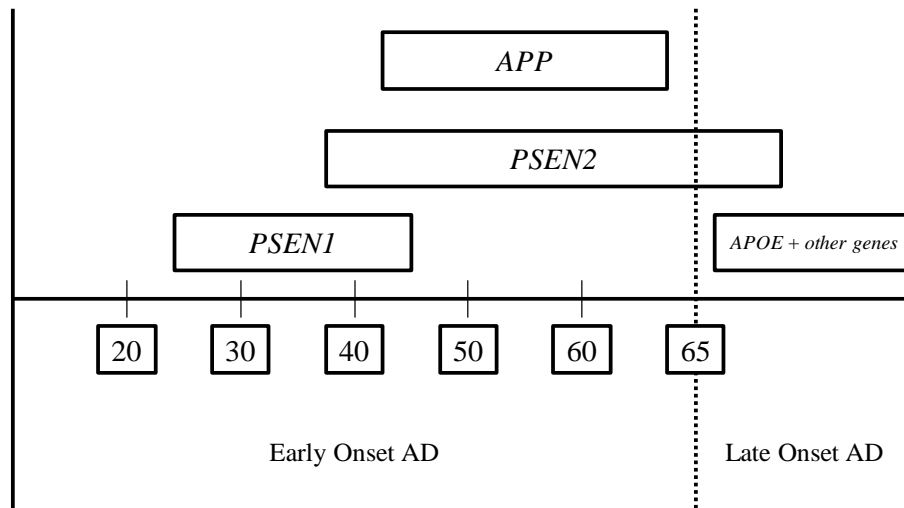 APP
PSEN2
PSEN1
APOE + other genes
20
30
40
50
60
65
Early Onset AD
Late Onset AD